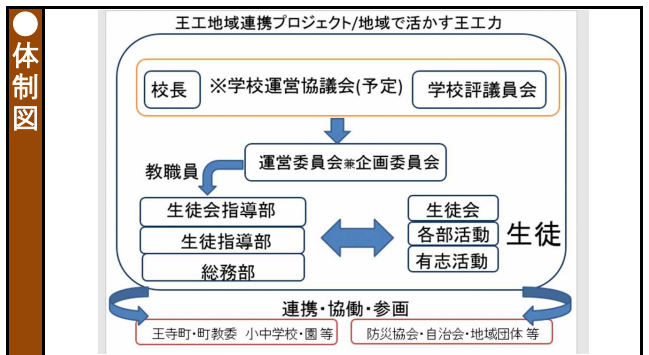 ●体制図
王工地域連携プロジェクト/地域で活かす王工力
校長
※学校運営協議会(予定)
学校評議員会
運営委員会兼企画委員会
教職員
生徒会指導部
生徒指導部
総務部
生徒会
各部活動
有志活動
生徒
連携・協働・参画
王寺町・町教委 小中学校・園 等
防災協会・自治会・地域団体 等